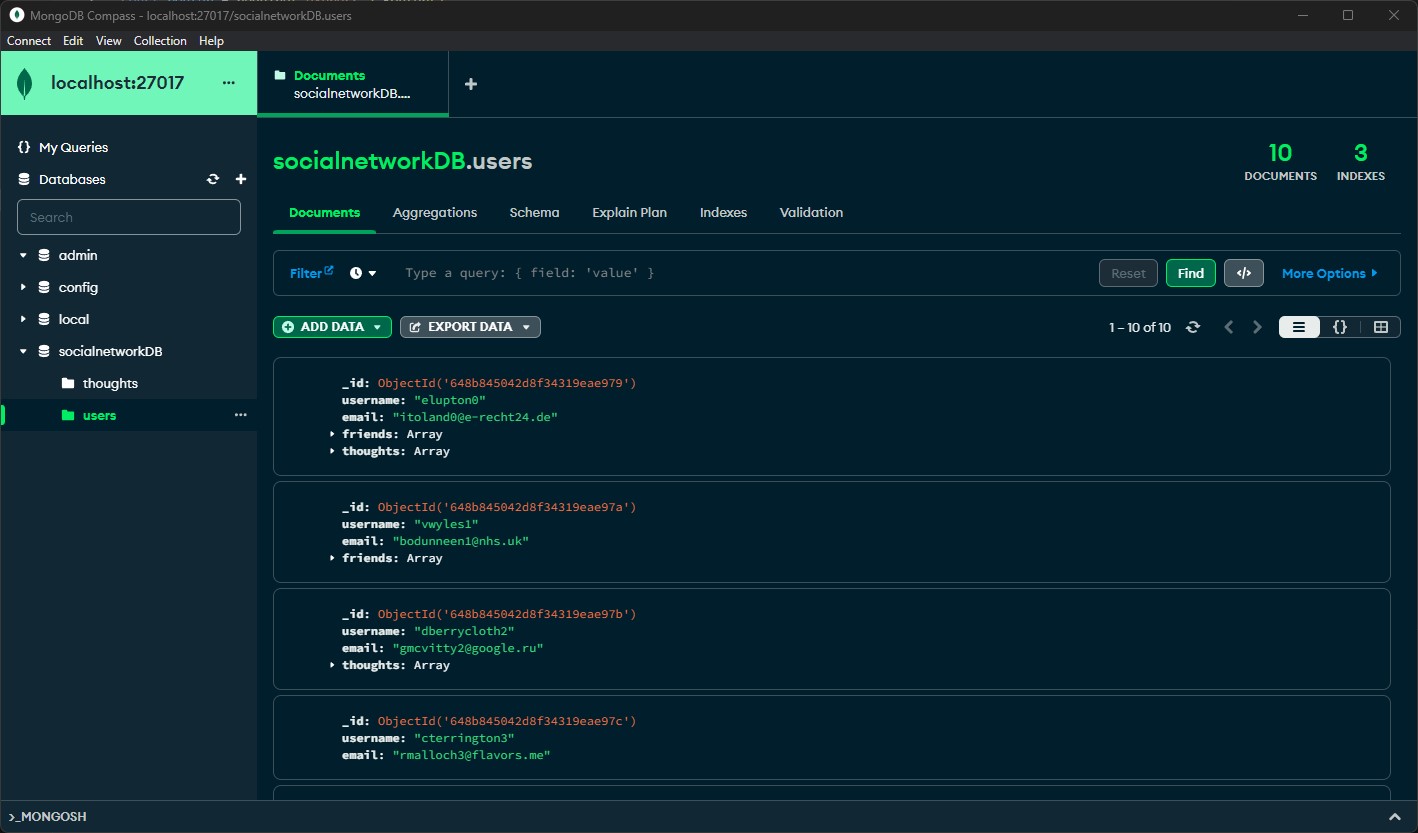 MongoDB Compass - localhost:27017/socialnetworkDB.users
Connect Edit View Collection Help
localhost:27017
Documents
socialnetworkDB....
{} My Queries
Databases
Search
admin
config
local
socialnetworkDB
thoughts
users
socialnetworkDB.users
10
DOCUMENTS
3
INDEXES
Documents Aggregations Schema Explain Plan Indexes Validation
Filter Type a query: { field: 'value' } Reset Find </> More Options
ADD DATA EXPORT DATA 1 – 10 of 10 {}
_id: ObjectId('648b845042d8f34319eae979')
username: "elupton0"
email: "itoland0@e-recht24.de"
friends: Array
thoughts: Array
_id: ObjectId('648b845042d8f34319eae97a')
username: "vwyles1"
email: "bodunneen1@nhs.uk"
friends: Array
_id: ObjectId('648b845042d8f34319eae97b')
username: "dberrycloth2"
email: "gmcvitty2@google.ru"
thoughts: Array
_id: ObjectId('648b845042d8f34319eae97c')
username: "cterrington3"
email: "rmalloch3@flavors.me"
>_MONGOSH